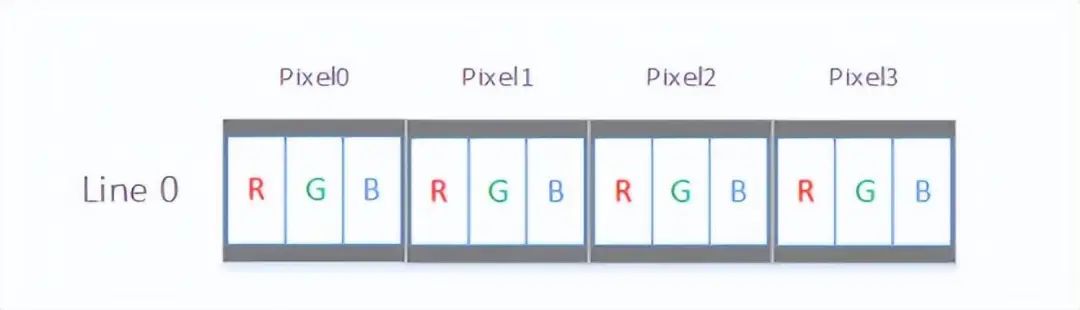 Pixel0 Pixel1 Pixel2 Pixel3
Line 0 R G B R G B R G B R G B